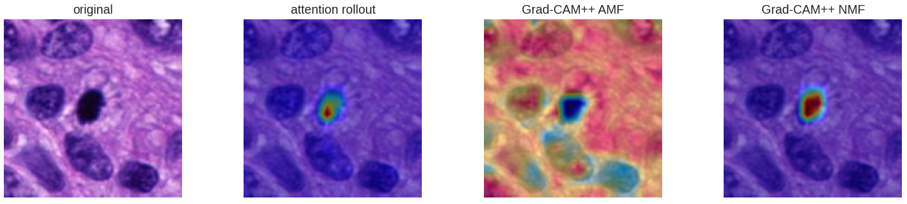 original
attention rollout
Grad-CAM++ AMF
Grad-CAM++ NMF